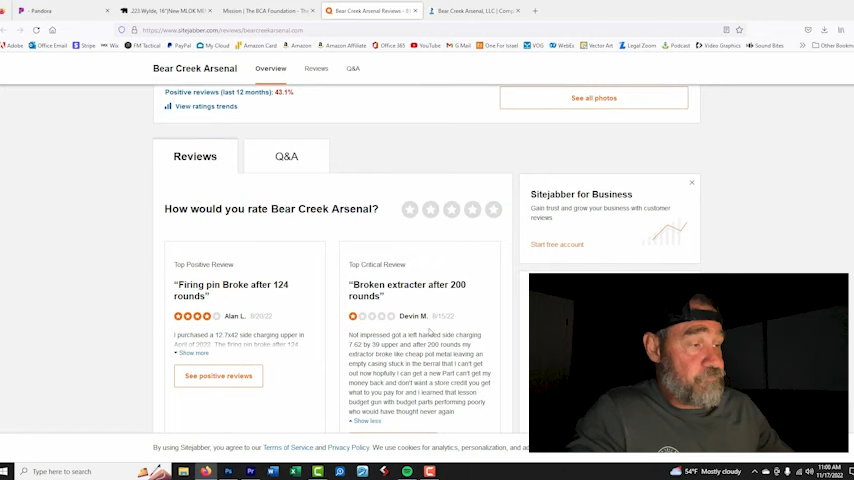 Pandora
.223 Wylde, 16"|New MLOK MI
Mission | The BCA Foundation - Th
Bear Creek Arsenal Reviews - 8
Bear Creek Arsenal, LLC | Comp
https://www.sitejabber.com/reviews/bearcreekarsenal.com
Adobe Office Email FM Tactical PayPal My Cloud Amazon Card Amazon Amazon Affiliate Office 365 YouTube G Mail One For Israel VOG WebEx Vector Art Legal Zoom Podcast Video Graphics Sound Bites Other Bookma
Bear Creek Arsenal Overview Reviews Q&A
Positive reviews (last 12 months): 43.1%
View ratings trends
See all photos
Reviews Q&A
How would you rate Bear Creek Arsenal?
Sitejabber for Business
Gain trust and grow your business with customer
reviews
Start free account
Top Positive Review
“Firing pin Broke after 124
rounds”
Alan L. 8/20/22
I purchased a 12.7x42 side charging upper in
April of 2022. The firing pin broke after 124
Show more
See positive reviews
Top Critical Review
“Broken extracter after 200
rounds”
Devin M. 8/15/22
Not impressed got a left handed side charging
7.62 by 39 upper and after 200 rounds my
extractor broke like cheap pot metal leaving an
empty casing stuck in the berral that I can't get
out now hopfully I can get a new Part can't get my
money back and don't want a store credit you get
what to you pay for and i learned that lesson
budget gun with budget parts performing poorly
who would have thought never again
Show less
By using Sitejabber, you agree to our Terms of Service and Privacy Policy. We use cookies for analytics, personalization, and ad
Type here to search
54°F Mostly cloudy
11:00 AM
11/17/2022